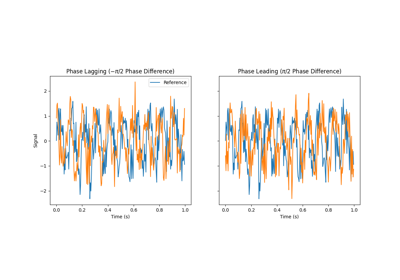 Phase Lagging (−π/2 Phase Difference)
Reference
2
1
0
−1
−2
Signal
0.0 0.2 0.4 0.6 0.8 1.0
Time (s)
Phase Leading (π/2 Phase Difference)
0.0 0.2 0.4 0.6 0.8 1.0
Time (s)